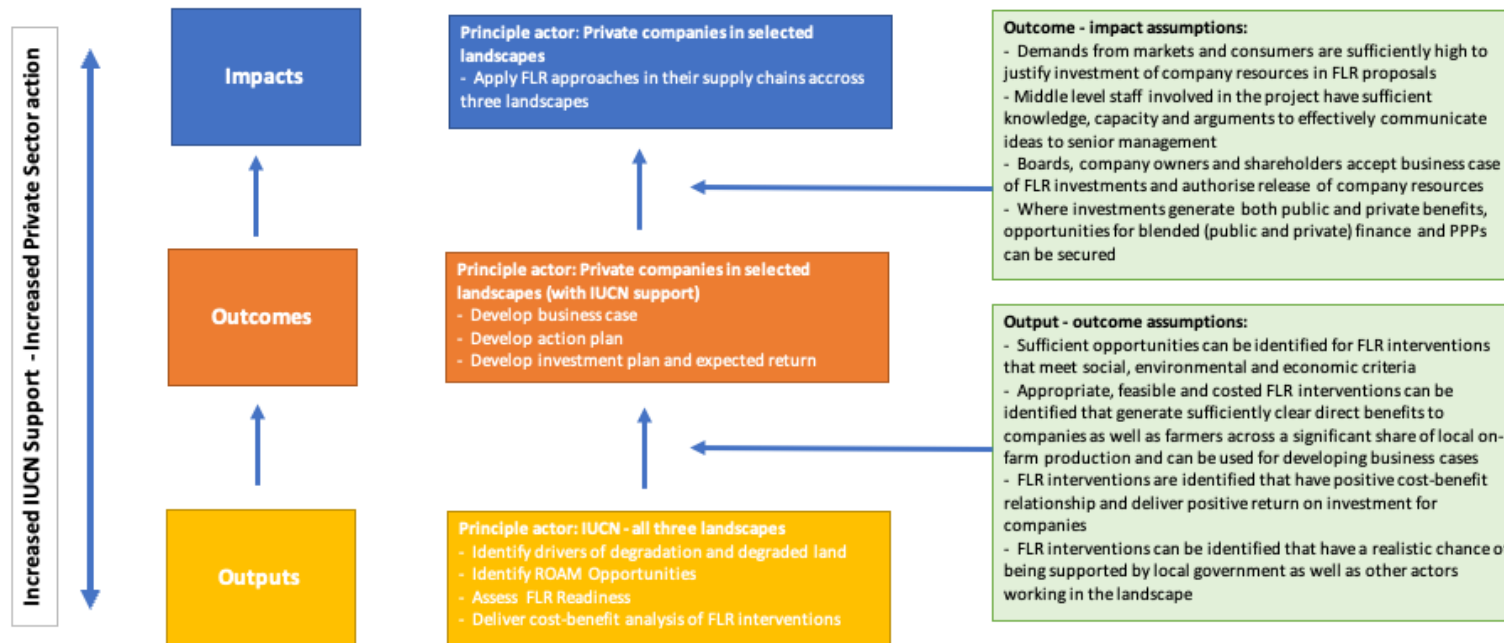 Increased IUCN Support - Increased Private Sector action
Impacts
Outcomes
Outputs
Principle actor: Private companies in selected
landscapes
- Apply FLR approaches in their supply chains accross
three landscapes
Principle actor: Private companies in selected
landscapes (with IUCN support)
- Develop business case
- Develop action plan
- Develop investment plan and expected return
Principle actor: IUCN - all three landscapes
- Identify drivers of degradation and degraded land
- Identify ROAM Opportunities
- Assess FLR Readiness
- Deliver cost-benefit analysis of FLR interventions
Outcome - impact assumptions:
- Demands from markets and consumers are sufficiently high to
justify investment of company resources in FLR proposals
- Middle level staff involved in the project have sufficient
knowledge, capacity and arguments to effectively communicate
ideas to senior management
- Boards, company owners and shareholders accept business case
of FLR investments and authorise release of company resources
- Where investments generate both public and private benefits,
opportunities for blended (public and private) finance and PPPs
can be secured
Output - outcome assumptions:
- Sufficient opportunities can be identified for FLR interventions
that meet social, environmental and economic criteria
- Appropriate, feasible and costed FLR interventions can be
identified that generate sufficiently clear direct benefits to
companies as well as farmers across a significant share of local on-
farm production and can be used for developing business cases
- FLR interventions are identified that have positive cost-benefit
relationship and deliver positive return on investment for
companies
- FLR interventions can be identified that have a realistic chance of
being supported by local government as well as other actors
working in the landscape